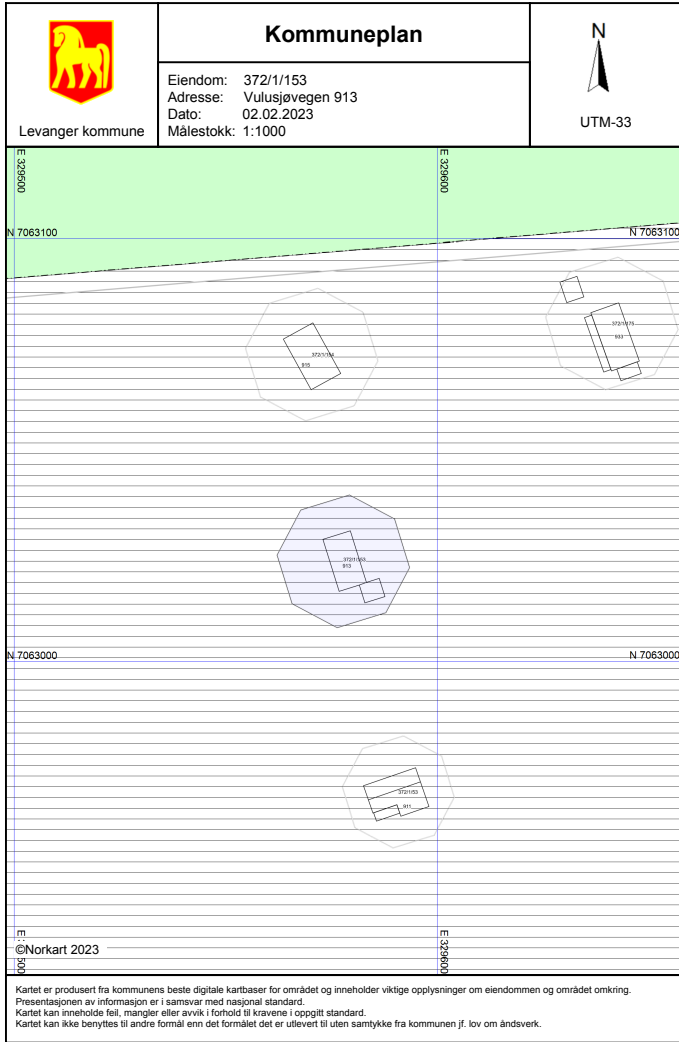 Kommuneplan
Levanger kommune
Eiendom: 372/1/153
Adresse: Vulusjøvegen 913
Dato: 02.02.2023
Målestokk: 1:1000
N
UTM-33
E 329500
E 329600
N 7063100
N 7063100
372/1/175
933
372/1/154
915
372/1/153
913
N 7063000
N 7063000
372/1/53
911
E 329600
©Norkart 2023
Kartet er produsert fra kommunens beste digitale kartbaser for området og inneholder viktige opplysninger om eiendommen og området omkring.
Presentasjonen av informasjon er i samsvar med nasjonal standard.
Kartet kan inneholde feil, mangler eller avvik i forhold til kravene i oppgitt standard.
Kartet kan ikke benyttes til andre formål enn det formålet det er utlevert til uten samtykke fra kommunen jf. lov om åndsverk.